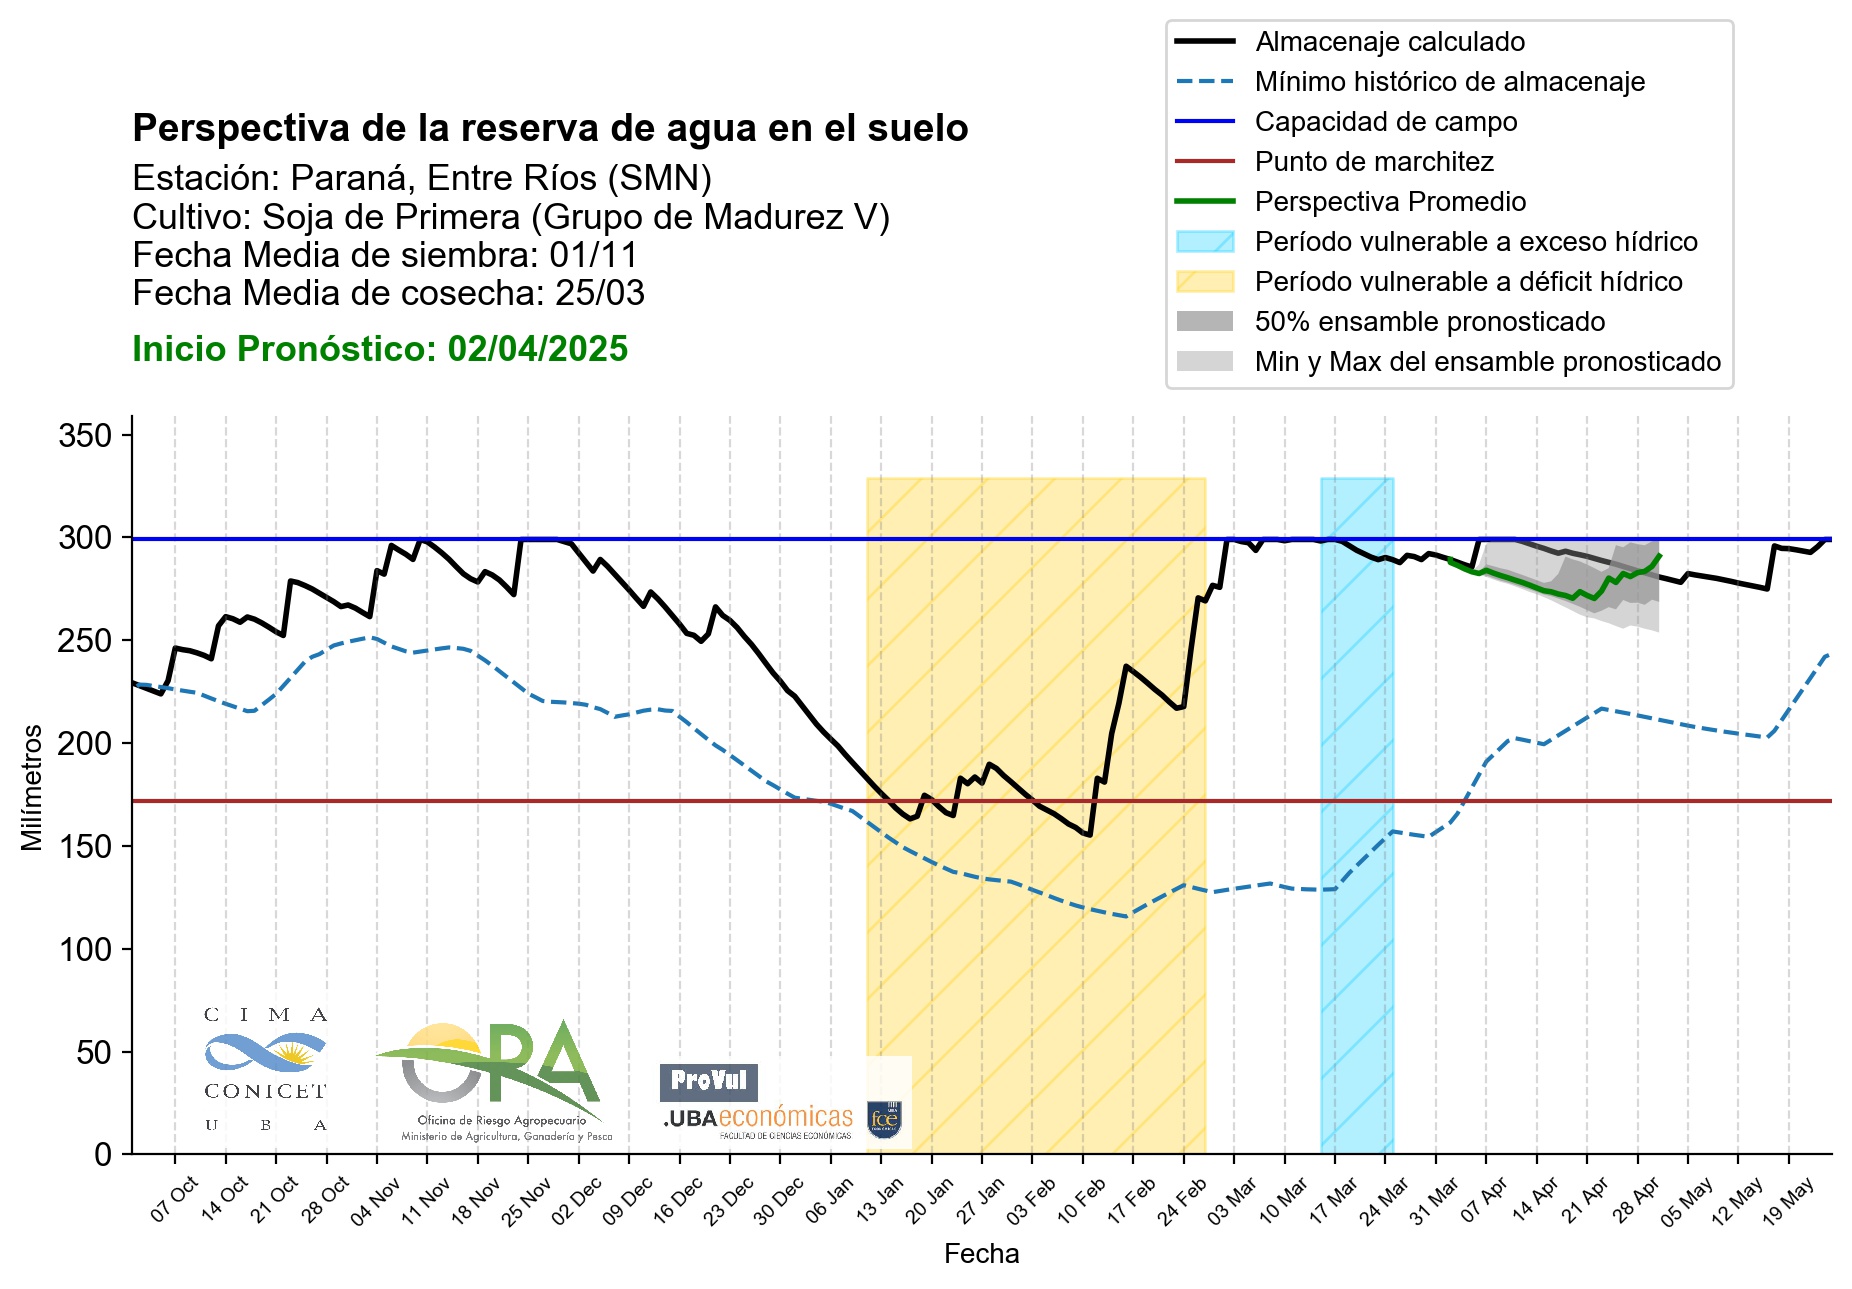 Almacenaje calculado
Mínimo histórico de almacenaje
Capacidad de campo
Punto de marchitez
Perspectiva Promedio
Período vulnerable a exceso hídrico
Período vulnerable a déficit hídrico
50% ensamble pronosticado
Min y Max del ensamble pronosticado
Perspectiva de la reserva de agua en el suelo
Estación: Paraná, Entre Ríos (SMN)
Cultivo: Soja de Primera (Grupo de Madurez V)
Fecha Media de siembra: 01/11
Fecha Media de cosecha: 25/03
Inicio Pronóstico: 02/04/2025
350
300
250
200
150
100
50
0
Milímetros
CIMA
CONICET
UBA
ORA
Oficina de Riesgo Agropecuario
Ministerio de Agricultura, Ganadería y Pesca
ProVul
.UBAeconómicas
FACULTAD DE CIENCIAS ECONÓMICAS
UBA
fce
07 Oct
14 Oct
21 Oct
28 Oct
04 Nov
11 Nov
18 Nov
25 Nov
02 Dec
09 Dec
16 Dec
23 Dec
30 Dec
06 Jan
13 Jan
20 Jan
27 Jan
03 Feb
10 Feb
17 Feb
24 Feb
03 Mar
10 Mar
17 Mar
24 Mar
31 Mar
07 Apr
14 Apr
21 Apr
28 Apr
05 May
12 May
19 May
Fecha